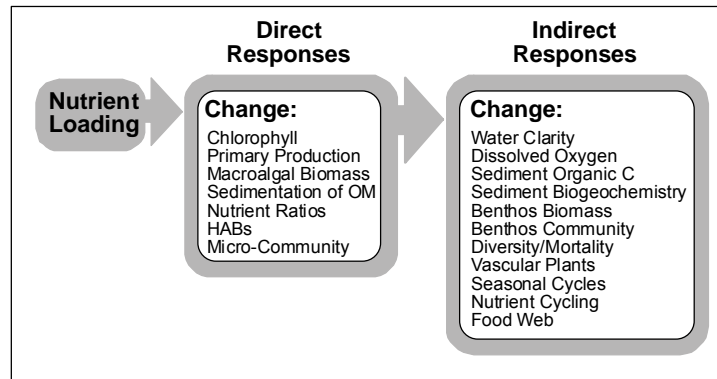 Nutrient
Loading
Direct
Responses
Change:
Chlorophyll
Primary Production
Macroalgal Biomass
Sedimentation of OM
Nutrient Ratios
HABs
Micro-Community
Indirect
Responses
Change:
Water Clarity
Dissolved Oxygen
Sediment Organic C
Sediment Biogeochemistry
Benthos Biomass
Benthos Community
Diversity/Mortality
Vascular Plants
Seasonal Cycles
Nutrient Cycling
Food Web